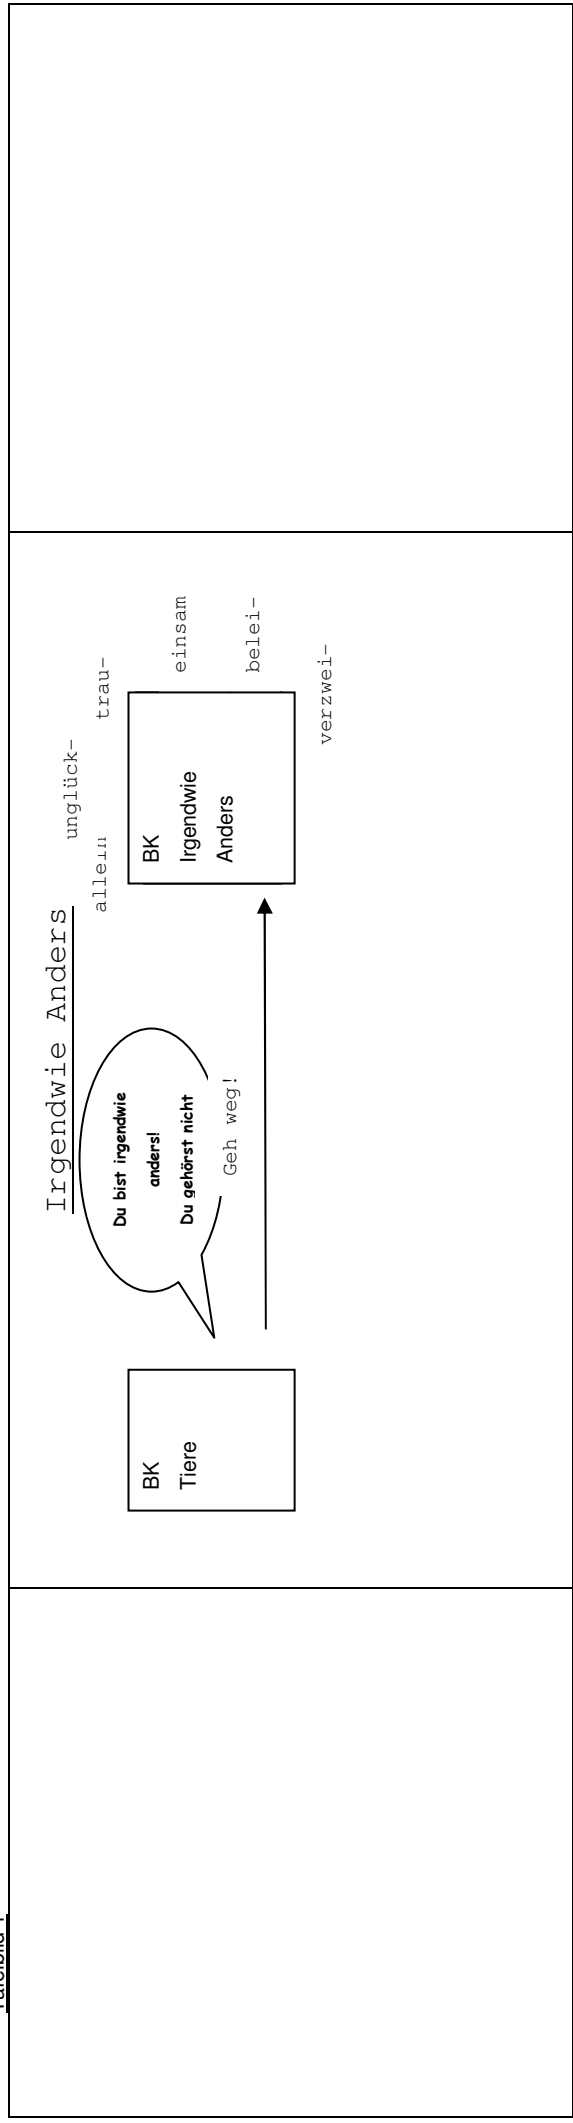 Irgendwie Anders
BK
Tiere
Du bist irgendwie
anders!
Du gehörst nicht
Geh weg!
BK
Irgendwie
Anders
allein
unglück-
trau-
einsam
belei-
verzwei-